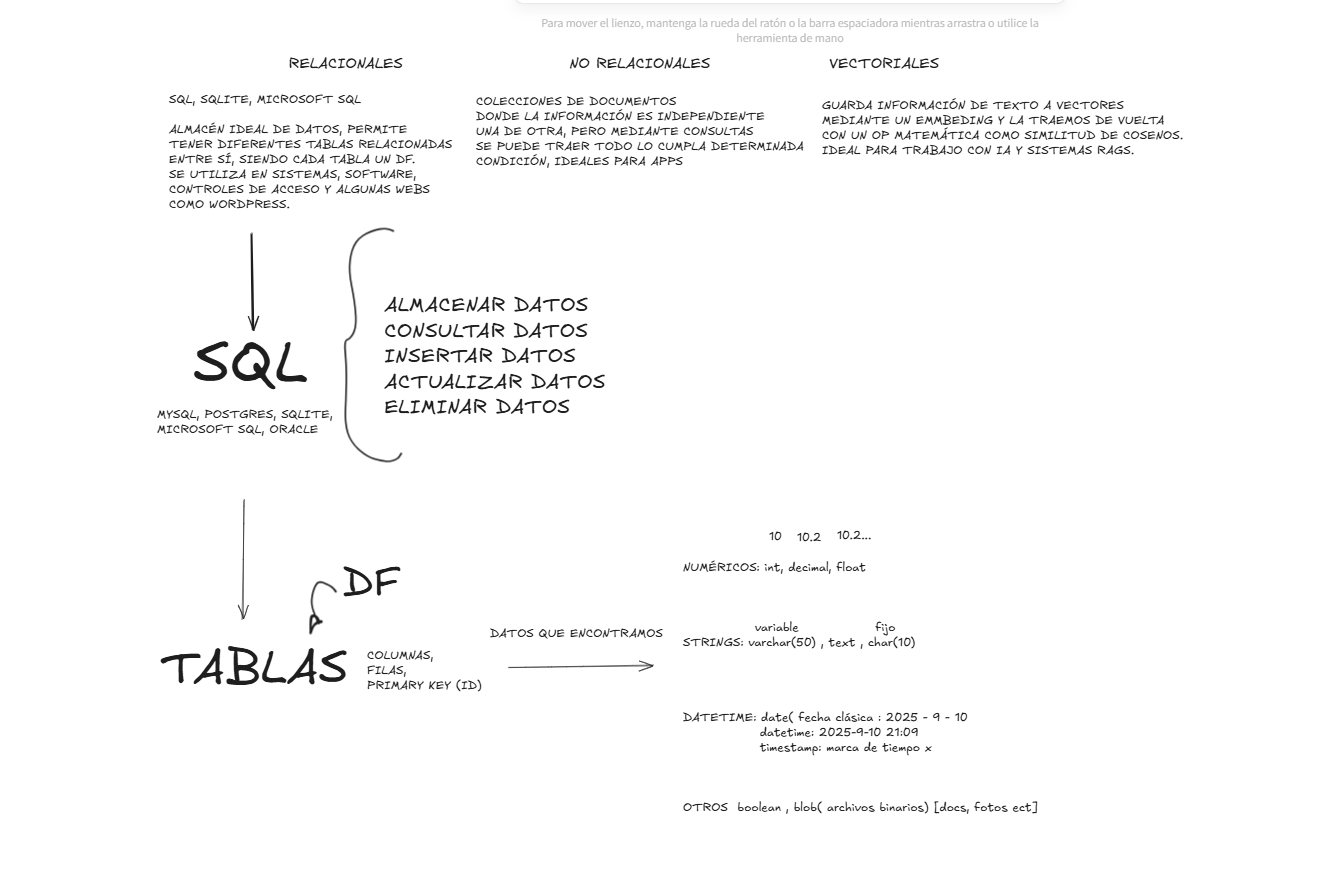 Para mover el lienzo, mantenga la rueda del ratón o la barra espaciadora mientras arrastra o utilice la
herramienta de mano
RELACIONALES
SQL, SQLITE, MICROSOFT SQL
ALMACÉN IDEAL DE DATOS, PERMITE
TENER DIFERENTES TABLAS RELACIONADAS
ENTRE SÍ, SIENDO CADA TABLA UN DF.
SE UTILIZA EN SISTEMAS, SOFTWARE,
CONTROLES DE ACCESO Y ALGUNAS WEBS
COMO WORDPRESS.
NO RELACIONALES
COLECCIONES DE DOCUMENTOS
DONDE LA INFORMACIÓN ES INDEPENDIENTE
UNA DE OTRA, PERO MEDIANTE CONSULTAS
SE PUEDE TRAER TODO LO CUMPLA DETERMINADA
CONDICIÓN, IDEALES PARA APPS
VECTORIALES
GUARDA INFORMACIÓN DE TEXTO A VECTORES
MEDIANTE UN EMMBEDING Y LA TRAEMOS DE VUELTA
CON UN OP MATEMÁTICA COMO SIMILITUD DE COSENOS.
IDEAL PARA TRABAJO CON IA Y SISTEMAS RAGS.
SQL
MYSQL, POSTGRES, SQLITE,
MICROSOFT SQL, ORACLE
ALMACENAR DATOS
CONSULTAR DATOS
INSERTAR DATOS
ACTUALIZAR DATOS
ELIMINAR DATOS
DF
TABLAS
COLUMNAS,
FILAS,
PRIMARY KEY (ID)
DATOS QUE ENCONTRAMOS
10 10.2 10.2...
NUMÉRICOS: int, decimal, float
variable fijo
STRINGS: varchar(50) , text , char(10)
DATETIME: date( fecha clásica : 2025 - 9 - 10
datetime: 2025-9-10 21:09
timestamp: marca de tiempo x
OTROS boolean , blob( archivos binarios) [docs, fotos ect]